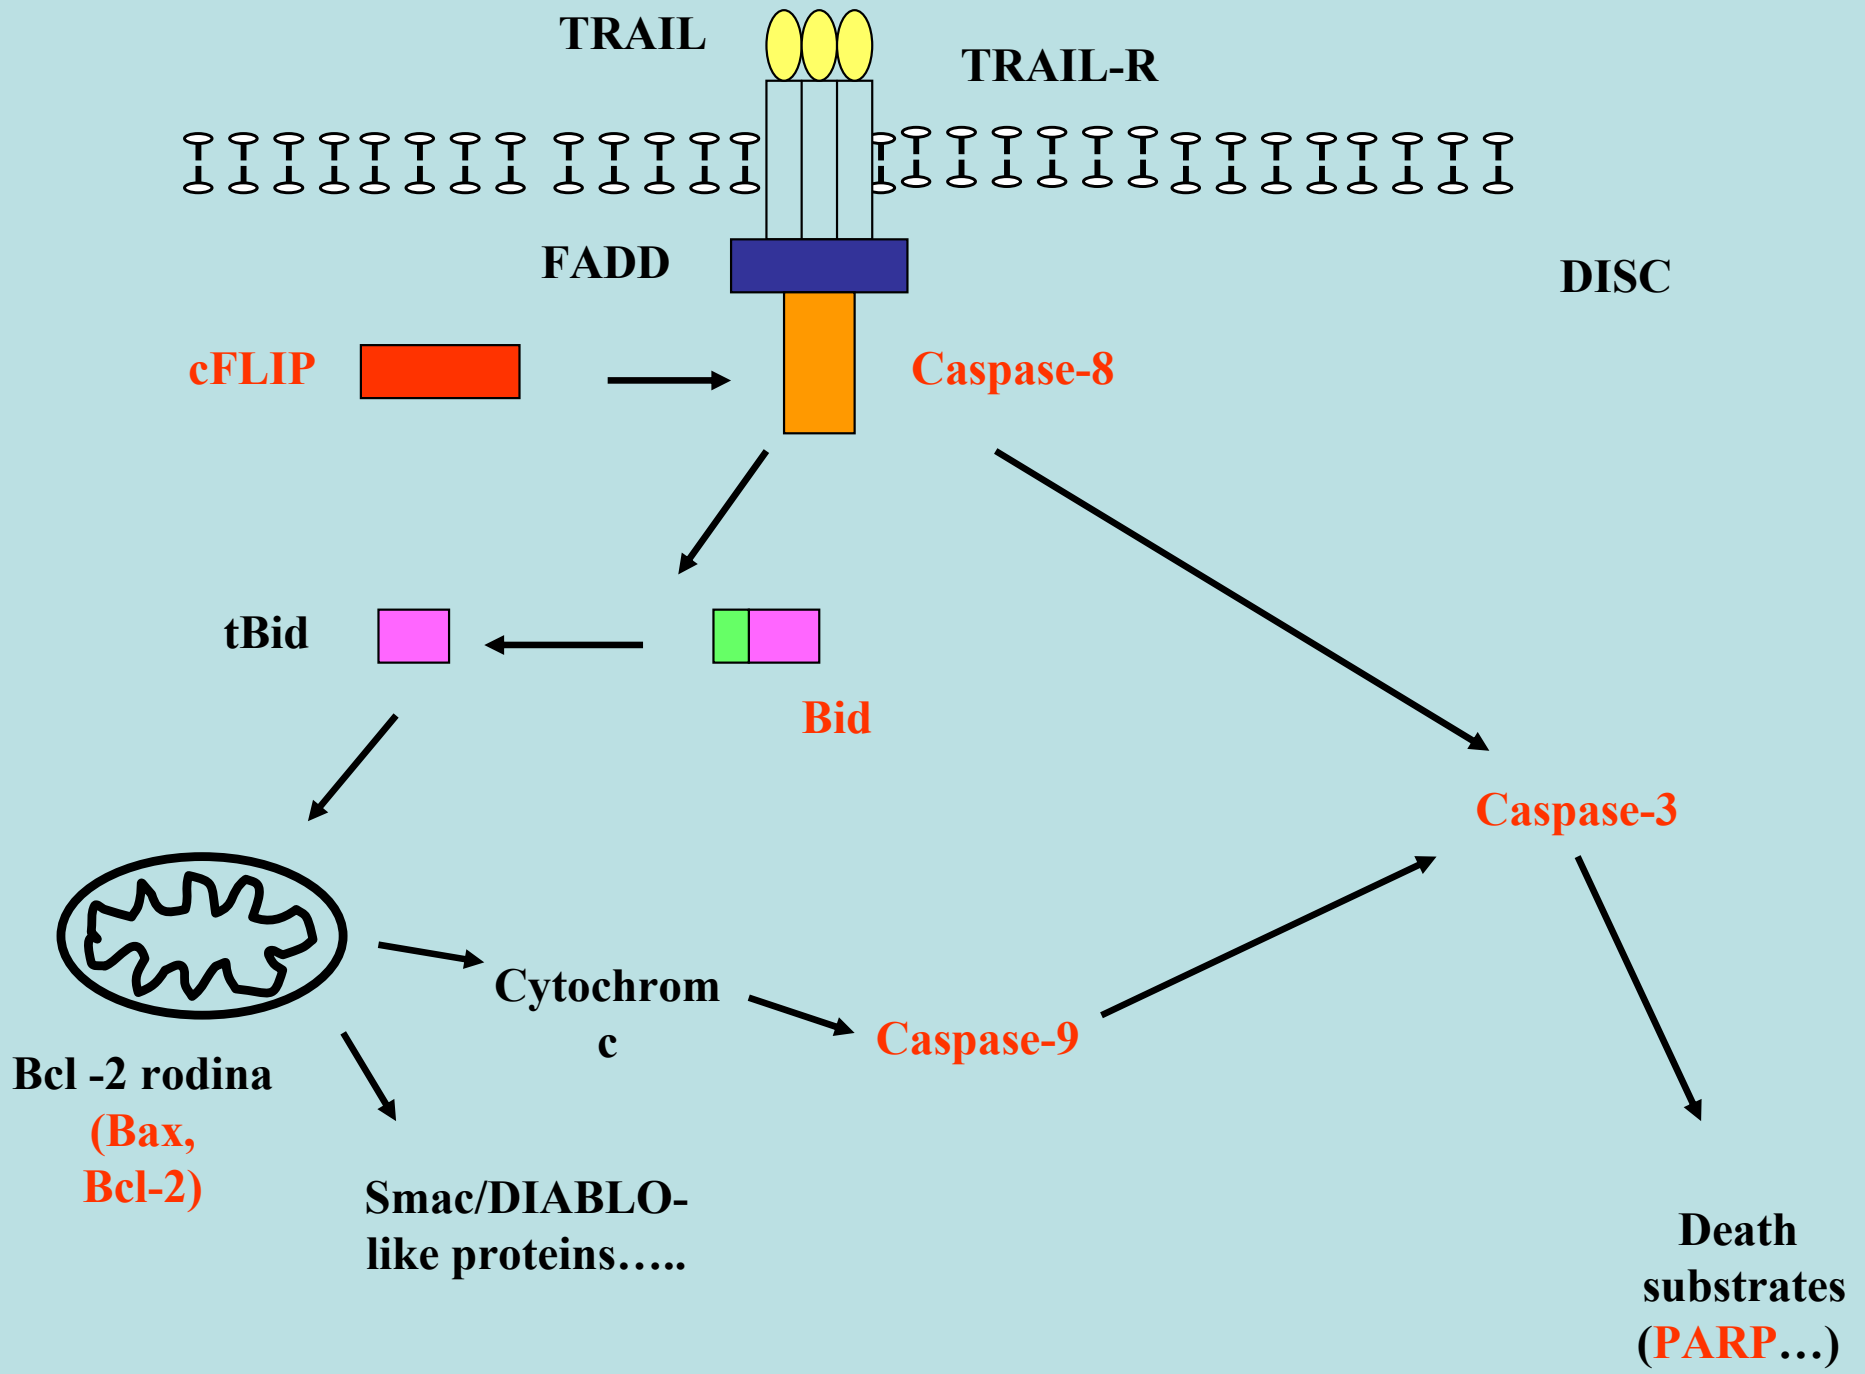 TRAIL
TRAIL-R
FADD
DISC
cFLIP
Caspase-8
tBid
Bid
Caspase-3
Cytochrom
c
Caspase-9
Bcl -2 rodina
(Bax,
Bcl-2)
Smac/DIABLO-
like proteins…..
Death
substrates
(PARP…)